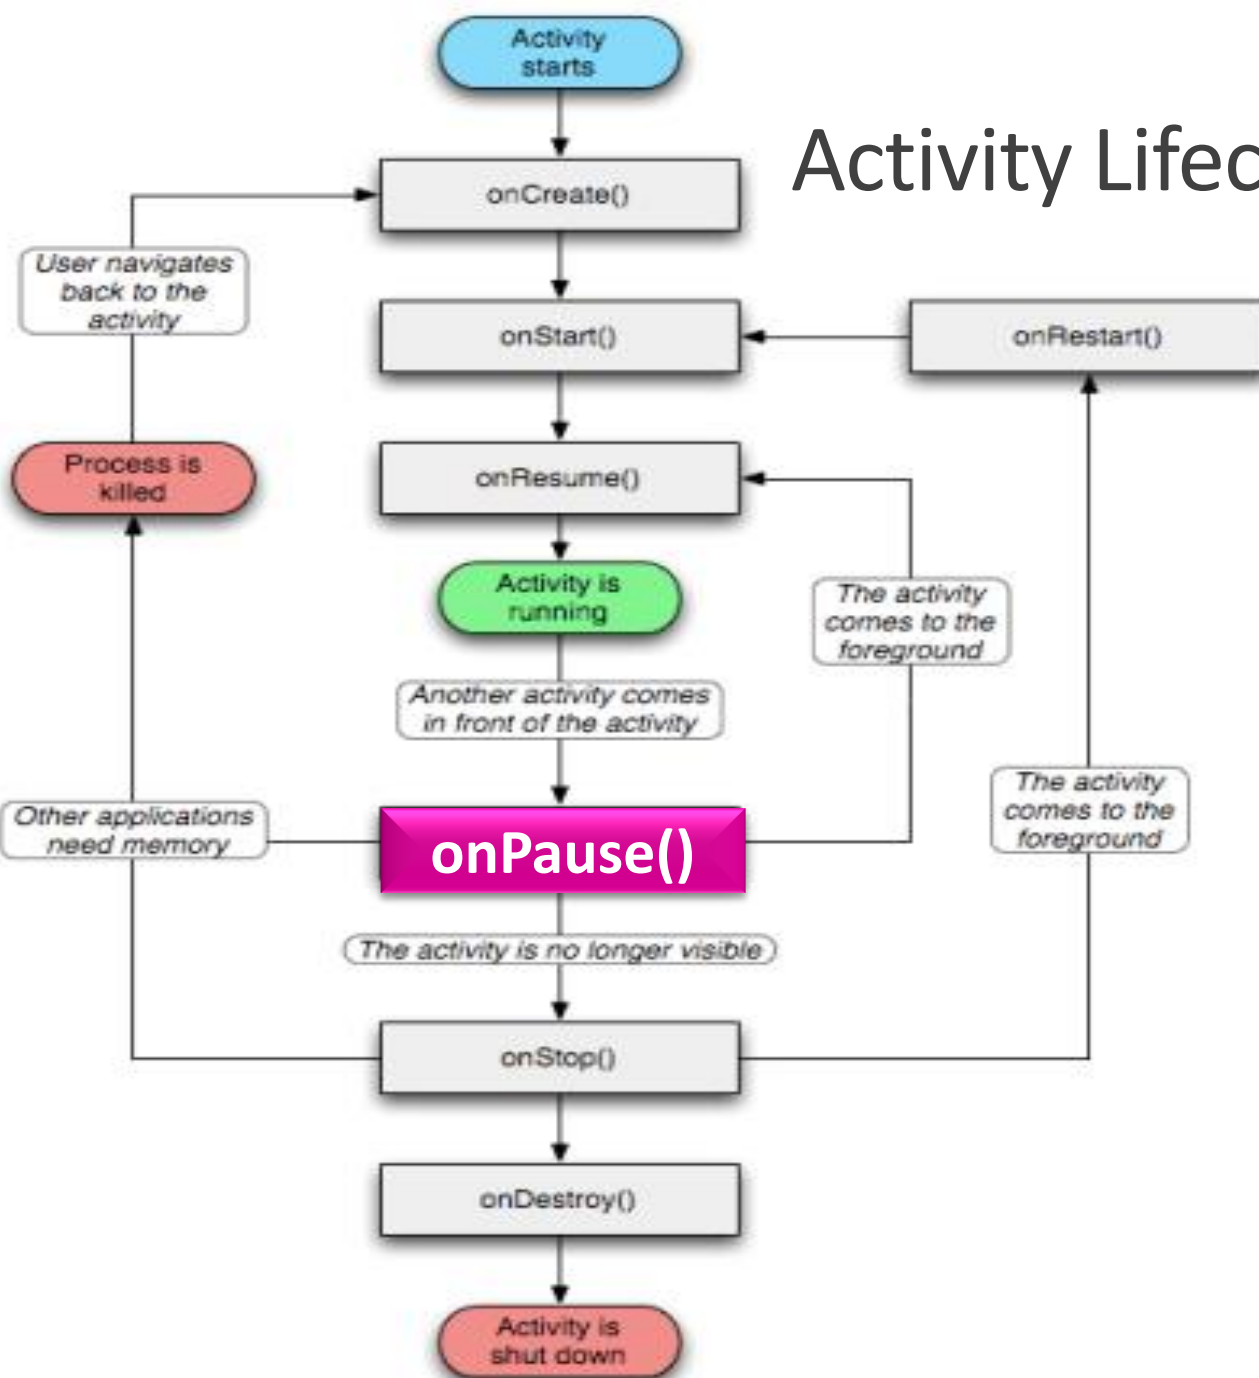 Activity
starts
Activity Lifec
onCreate()
User navigates
back to the
activity
onStart()
onRestart()
Process is
killed
onResume()
Activity is
running
The activity
comes to the
foreground
Another activity comes
in front of the activity
The activity
comes to the
foreground
Other applications
need memory
onPause()
The activity is no longer visible
onStop()
onDestroy()
Activity is
shut down